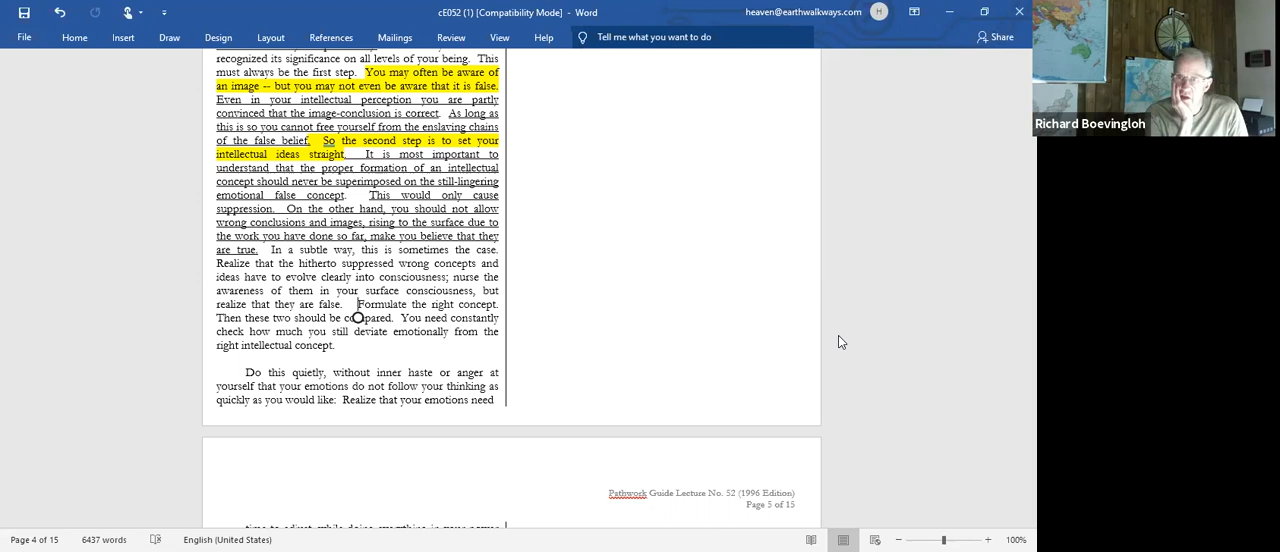 cE052 (1) [Compatibility Mode] - Word
heaven@earthwalkways.com
H
File Home Insert Draw Design Layout References Mailings Review View Help Tell me what you want to do Share
recognized its significance on all levels of your being. This
must always be the first step. You may often be aware of
an image -- but you may not even be aware that it is false.
Even in your intellectual perception you are partly
convinced that the image-conclusion is correct. As long as
this is so you cannot free yourself from the enslaving chains
of the false belief. So the second step is to set your
intellectual ideas straight. It is most important to
understand that the proper formation of an intellectual
concept should never be superimposed on the still-lingering
emotional false concept. This would only cause
suppression. On the other hand, you should not allow
wrong conclusions and images, rising to the surface due to
the work you have done so far, make you believe that they
are true. In a subtle way, this is sometimes the case.
Realize that the hitherto suppressed wrong concepts and
ideas have to evolve clearly into consciousness; nurse the
awareness of them in your surface consciousness, but
realize that they are false. Formulate the right concept.
Then these two should be compared. You need constantly
check how much you still deviate emotionally from the
right intellectual concept.
Do this quietly, without inner haste or anger at
yourself that your emotions do not follow your thinking as
quickly as you would like: Realize that your emotions need
Pathwork Guide Lecture No. 52 (1996 Edition)
Page 5 of 15
Page 4 of 15 6437 words English (United States) 100%
Richard Boevingloh